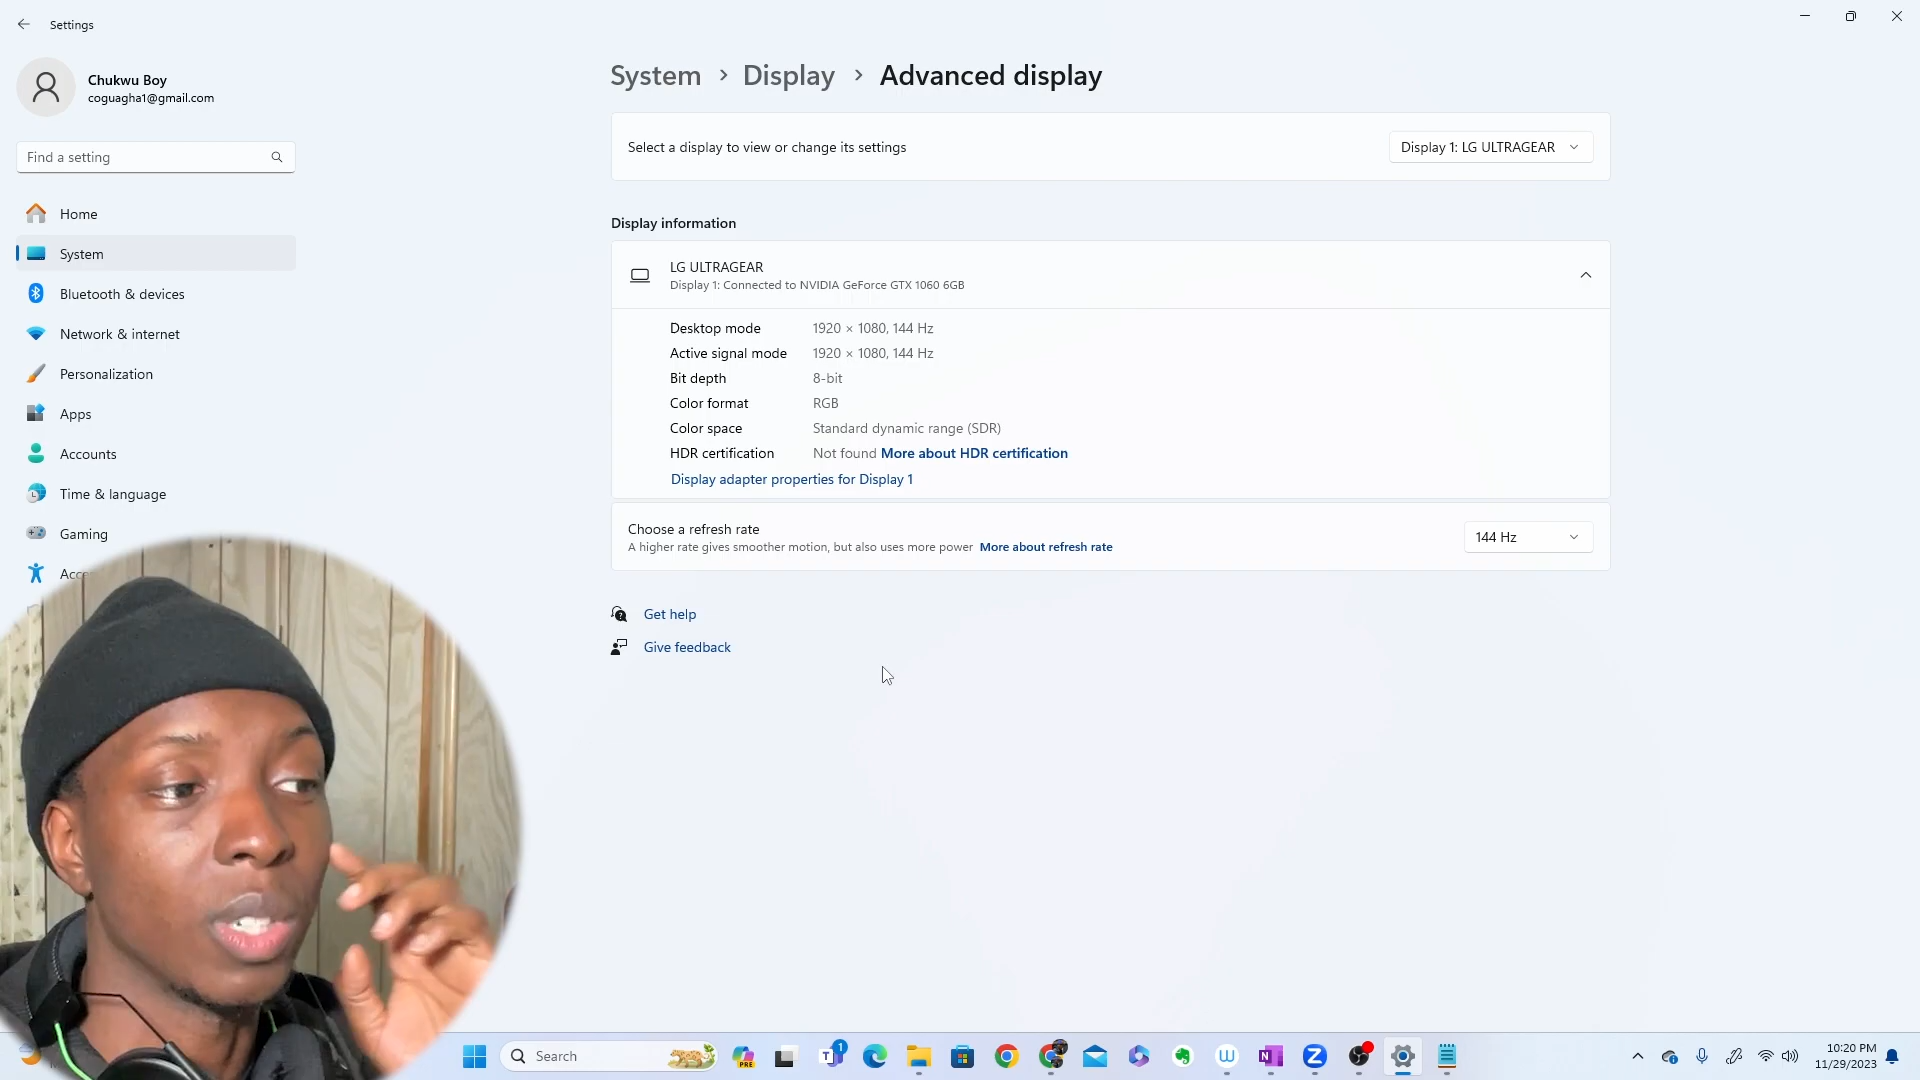 Settings
Chukwu Boy
coguagha1@gmail.com
Find a setting
Home
System
Bluetooth & devices
Network & internet
Personalization
Apps
Accounts
Time & language
Gaming
System > Display > Advanced display
Select a display to view or change its settings
Display 1: LG ULTRAGEAR
Display information
LG ULTRAGEAR
Display 1: Connected to NVIDIA GeForce GTX 1060 6GB
Desktop mode 1920 × 1080, 144 Hz
Active signal mode 1920 × 1080, 144 Hz
Bit depth 8-bit
Color format RGB
Color space Standard dynamic range (SDR)
HDR certification Not found More about HDR certification
Display adapter properties for Display 1
Choose a refresh rate
A higher rate gives smoother motion, but also uses more power More about refresh rate
144 Hz
Get help
Give feedback
Search
PRE
1
10:20 PM
11/29/2023